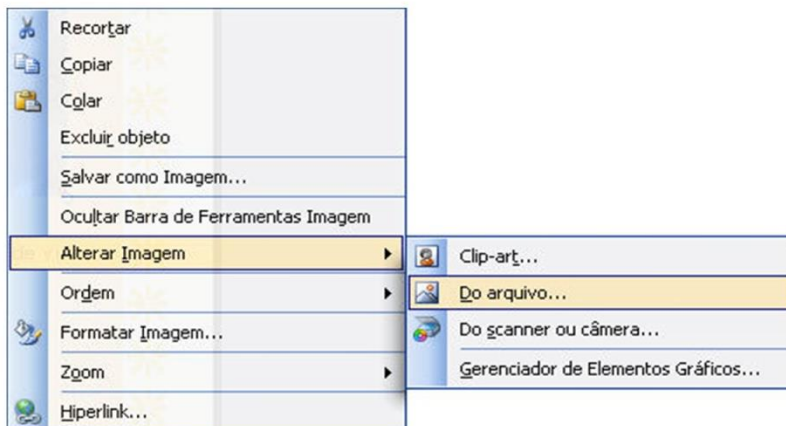 Recortar
Copiar
Colar
Excluir objeto
Salvar como Imagem...
Ocultar Barra de Ferramentas Imagem
Alterar Imagem
Clip-art...
Ordem
Do arquivo...
Formatar Imagem...
Do scanner ou câmera...
Zoom
Gerenciador de Elementos Gráficos...
Hiperlink...